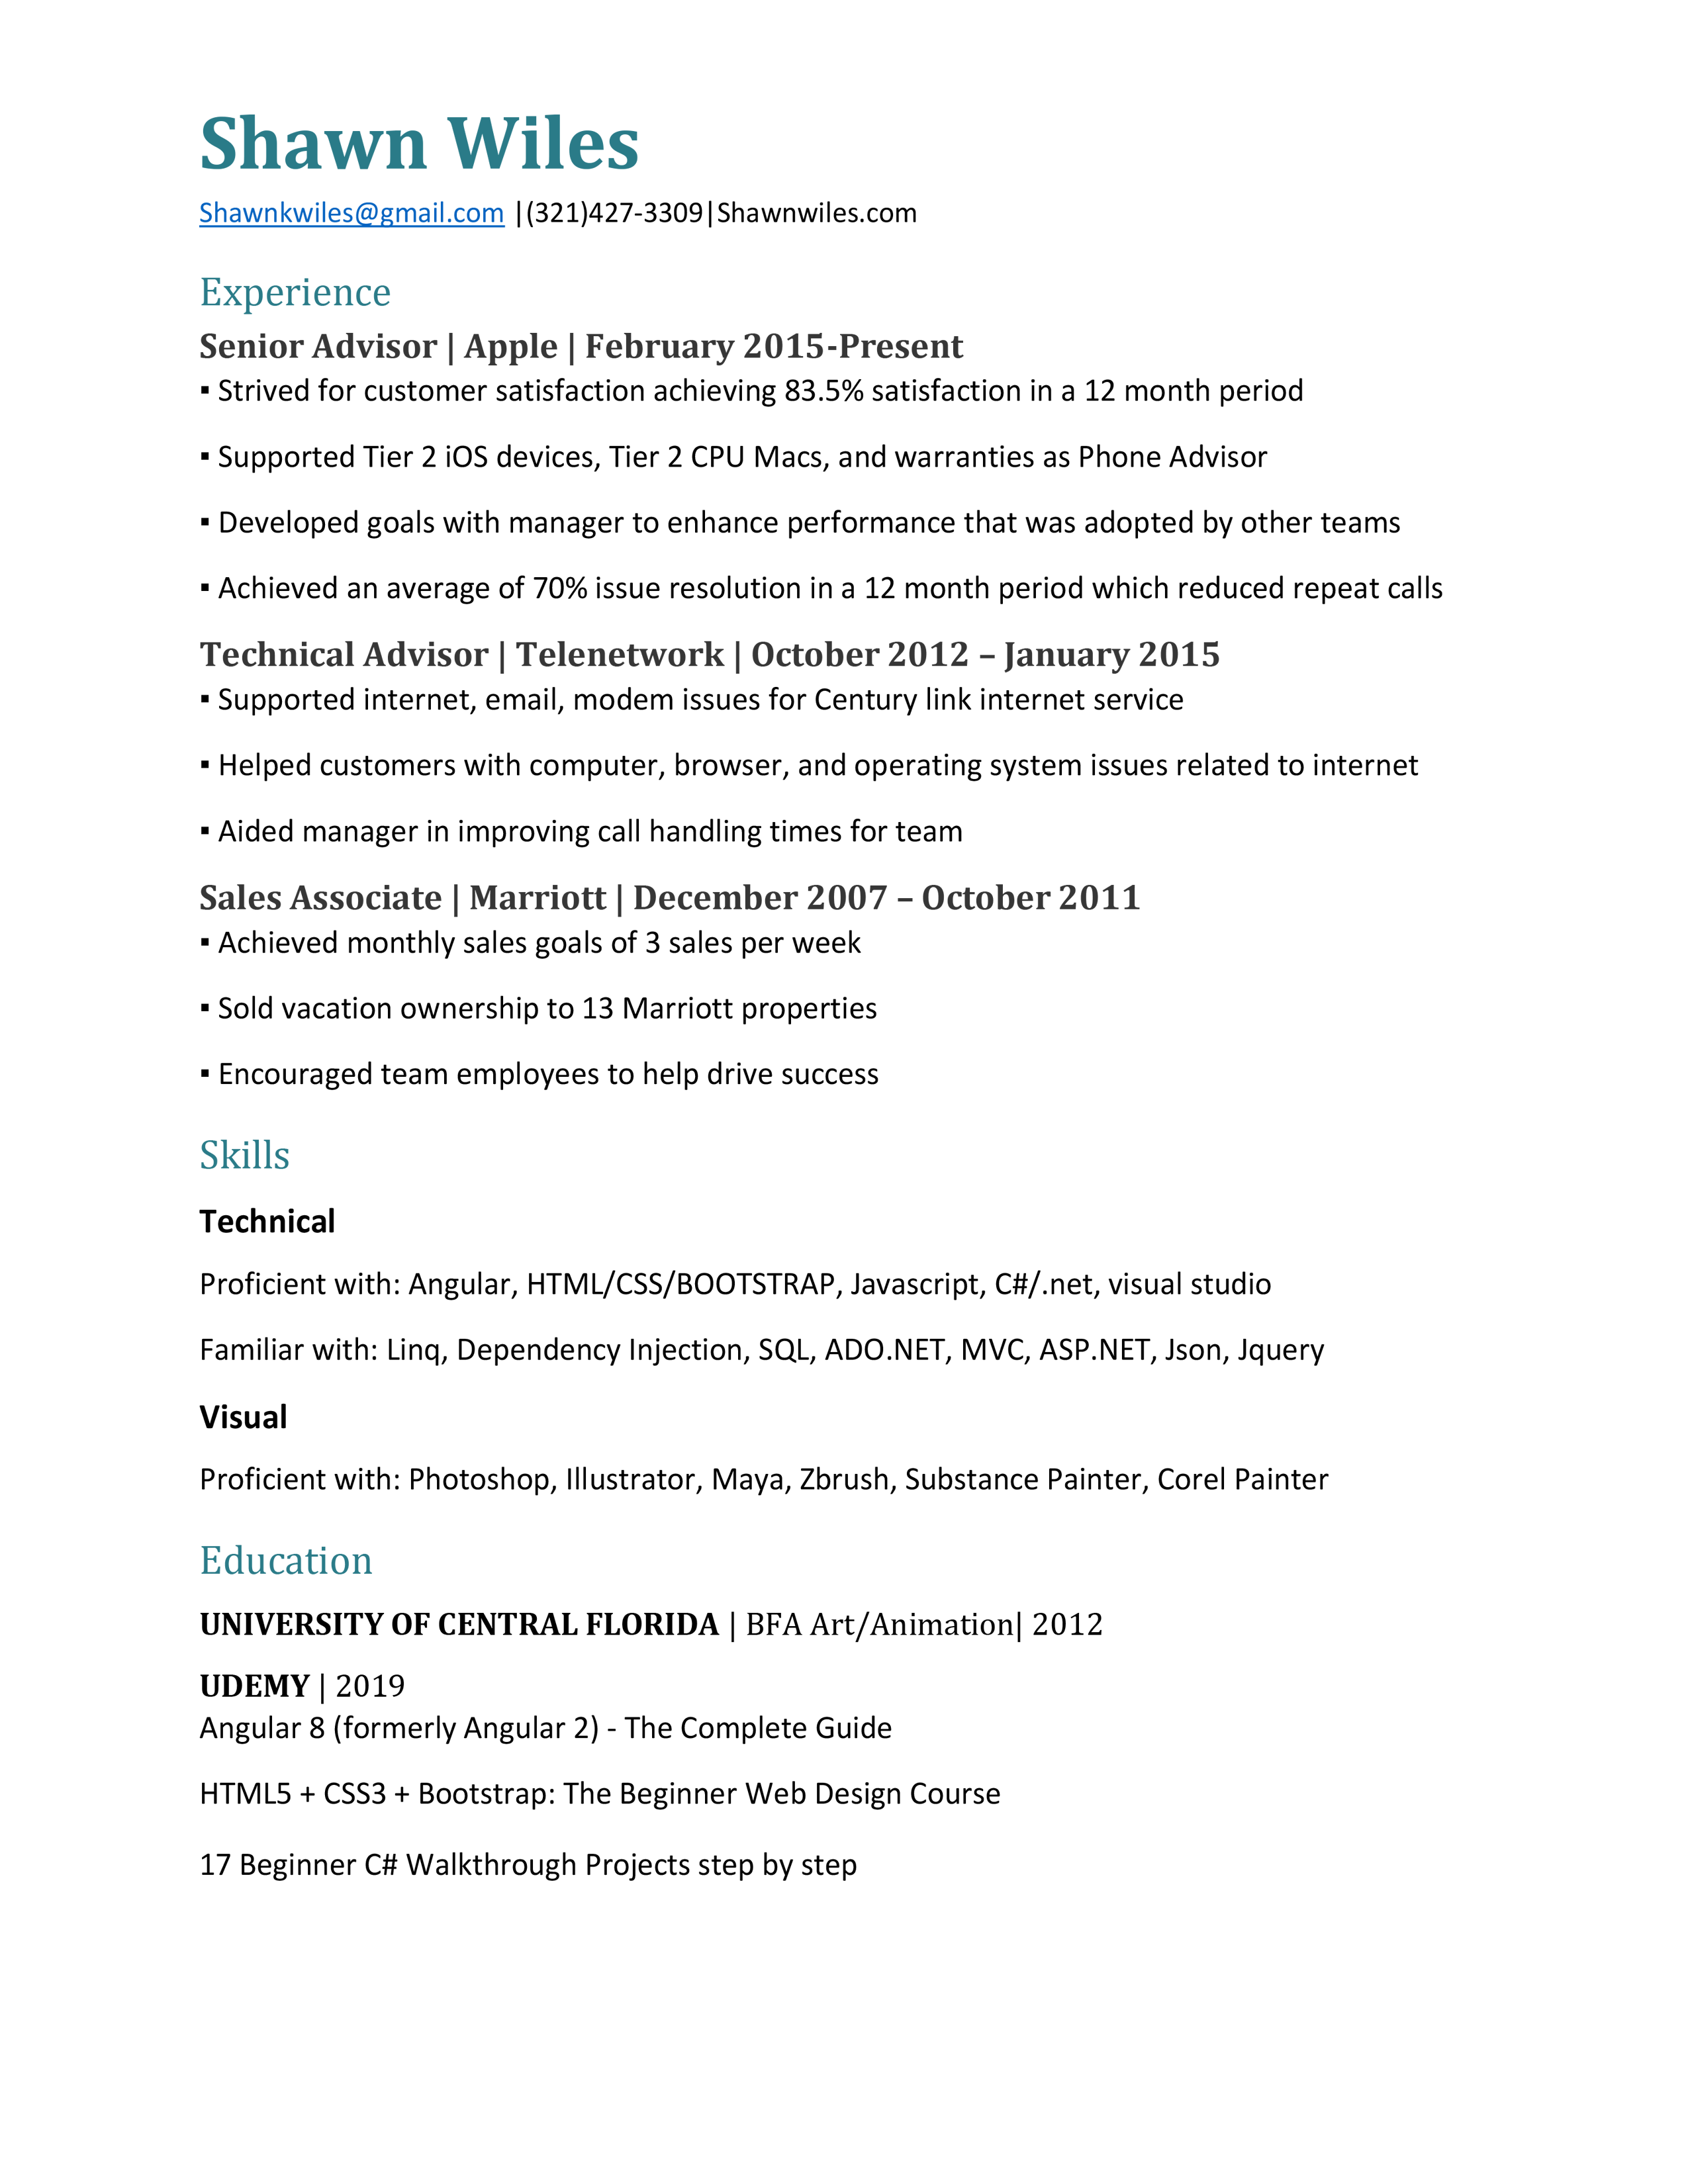 Shawn Wiles
Shawnkwiles@gmail.com |(321)427-3309|Shawnwiles.com
Experience
Senior Advisor | Apple | February 2015-Present
▪ Strived for customer satisfaction achieving 83.5% satisfaction in a 12 month period
▪ Supported Tier 2 iOS devices, Tier 2 CPU Macs, and warranties as Phone Advisor
▪ Developed goals with manager to enhance performance that was adopted by other teams
▪ Achieved an average of 70% issue resolution in a 12 month period which reduced repeat calls
Technical Advisor | Telenetwork | October 2012 – January 2015
▪ Supported internet, email, modem issues for Century link internet service
▪ Helped customers with computer, browser, and operating system issues related to internet
▪ Aided manager in improving call handling times for team
Sales Associate | Marriott | December 2007 – October 2011
▪ Achieved monthly sales goals of 3 sales per week
▪ Sold vacation ownership to 13 Marriott properties
▪ Encouraged team employees to help drive success
Skills
Technical
Proficient with: Angular, HTML/CSS/BOOTSTRAP, Javascript, C#/.net, visual studio
Familiar with: Linq, Dependency Injection, SQL, ADO.NET, MVC, ASP.NET, Json, Jquery
Visual
Proficient with: Photoshop, Illustrator, Maya, Zbrush, Substance Painter, Corel Painter
Education
UNIVERSITY OF CENTRAL FLORIDA | BFA Art/Animation| 2012
UDEMY | 2019
Angular 8 (formerly Angular 2) - The Complete Guide
HTML5 + CSS3 + Bootstrap: The Beginner Web Design Course
17 Beginner C# Walkthrough Projects step by step